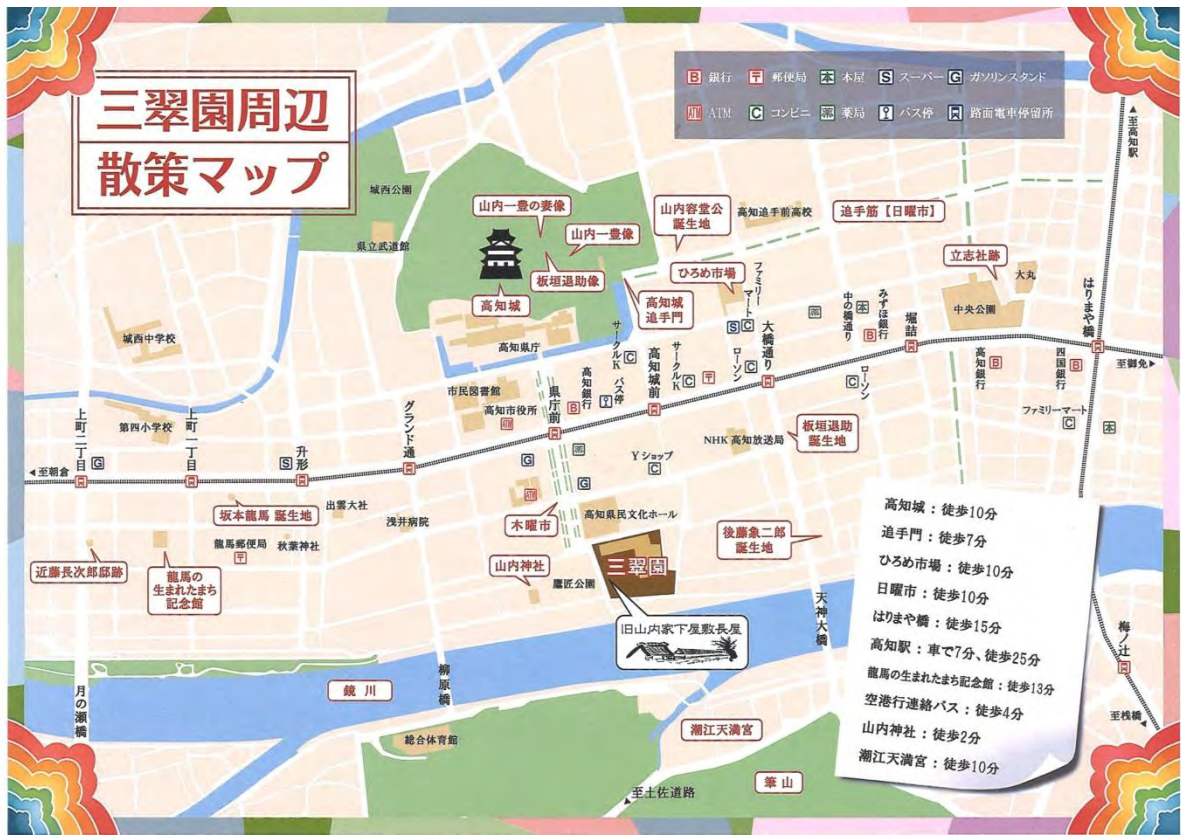 三翠園周辺
散策マップ
B 銀行
〒 郵便局
本 本屋
S スーパー
G ガソリンスタンド
ATM ATM
C コンビニ
薬 薬局
バス停
路面電車停留所
▲至高知駅
城西公園
県立武道館
山内一豊の妻像
山内一豊像
板垣退助像
高知城
山内容堂公
誕生地
高知追手前高校
追手筋【日曜市】
ひろめ市場
ファミリーマート
高知城
追手門
立志社跡
大丸
中央公園
はりまや橋
城西中学校
高知県庁
サークルK
C
高知城前
サークルK
C
〒
ローソン
S
C
C
大橋通り
薬
中の橋通り
本
みずほ銀行
B
堀詰
ローソン
C
高知銀行
B
四国銀行
B
至御免▶
ファミリーマート
C
本
市民図書館
高知市役所
ATM
県庁前
高知銀行
B
バス停
第四小学校
グランド通
上町二丁目
上町一丁目
升形
G
S
◀至朝倉
NHK高知放送局
板垣退助
誕生地
Yショップ
C
薬
G
G
ATM
坂本龍馬 誕生地
出雲大社
浅井病院
木曜市
高知県民文化ホール
後藤象二郎
誕生地
近藤長次郎邸跡
龍馬の
生まれたまち
記念館
龍馬郵便局
〒
秋葉神社
山内神社
鷹匠公園
三翠園
旧山内家下屋敷長屋
天神大橋
月の瀬橋
鏡川
柳原橋
総合体育館
潮江天満宮
筆山
至土佐道路
梅ノ辻
至桟橋
高知城：徒歩10分
追手門：徒歩7分
ひろめ市場：徒歩10分
日曜市：徒歩10分
はりまや橋：徒歩15分
高知駅：車で7分、徒歩25分
龍馬の生まれたまち記念館：徒歩13分
空港行連絡バス：徒歩4分
山内神社：徒歩2分
潮江天満宮：徒歩10分